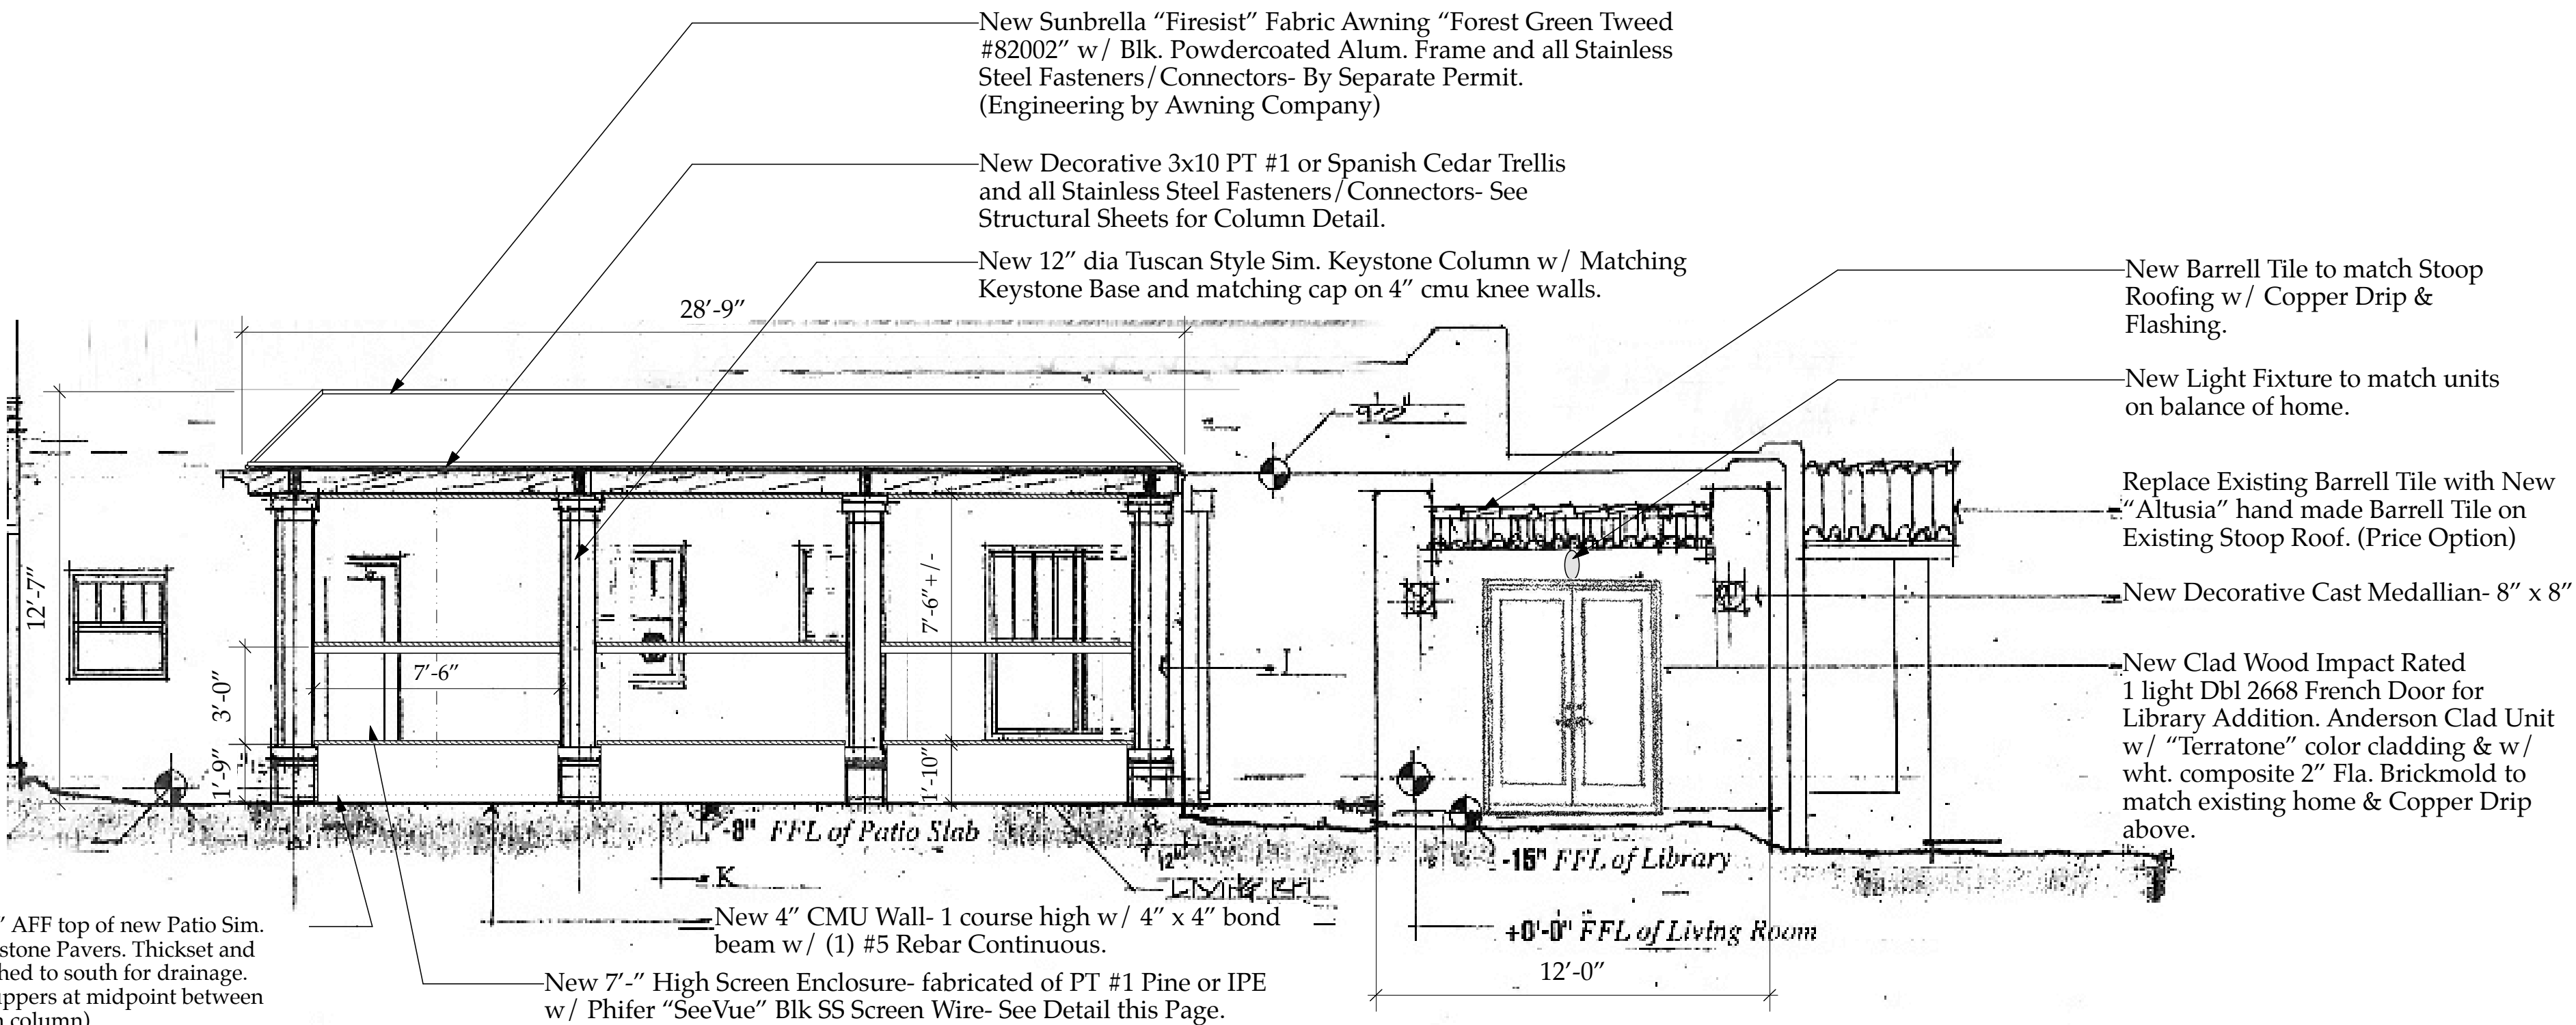 New Sunbrella “Firesist” Fabric Awning “Forest Green Tweed
#82002” w/ Blk. Powdercoated Alum. Frame and all Stainless
Steel Fasteners/Connectors- By Separate Permit.
(Engineering by Awning Company)
New Decorative 3x10 PT #1 or Spanish Cedar Trellis
and all Stainless Steel Fasteners/Connectors- See
Structural Sheets for Column Detail.
New 12” dia Tuscan Style Sim. Keystone Column w/ Matching
Keystone Base and matching cap on 4” cmu knee walls.
28’-9”
New Barrell Tile to match Stoop
Roofing w/ Copper Drip &
Flashing.
New Light Fixture to match units
on balance of home.
Replace Existing Barrell Tile with New
“Altusia” hand made Barrell Tile on
Existing Stoop Roof. (Price Option)
New Decorative Cast Medallian- 8” x 8”
New Clad Wood Impact Rated
1 light Dbl 2668 French Door for
Library Addition. Anderson Clad Unit
w/ “Terratone” color cladding & w/
wht. composite 2” Fla. Brickmold to
match existing home & Copper Drip
above.
12’-7”
7’-6”+/-
7’-6”
3’-0”
1’-9”
1’-10”
J
-8" FFL of Patio Slab
12"
K
-15" FFL of Library
+0'-0" FFL of Living Room
12’-0”
” AFF top of new Patio Sim.
stone Pavers. Thickset and
hed to south for drainage.
uppers at midpoint between
column)
New 4” CMU Wall- 1 course high w/ 4” x 4” bond
beam w/ (1) #5 Rebar Continuous.
New 7’-” High Screen Enclosure- fabricated of PT #1 Pine or IPE
w/ Phifer “SeeVue” Blk SS Screen Wire- See Detail this Page.